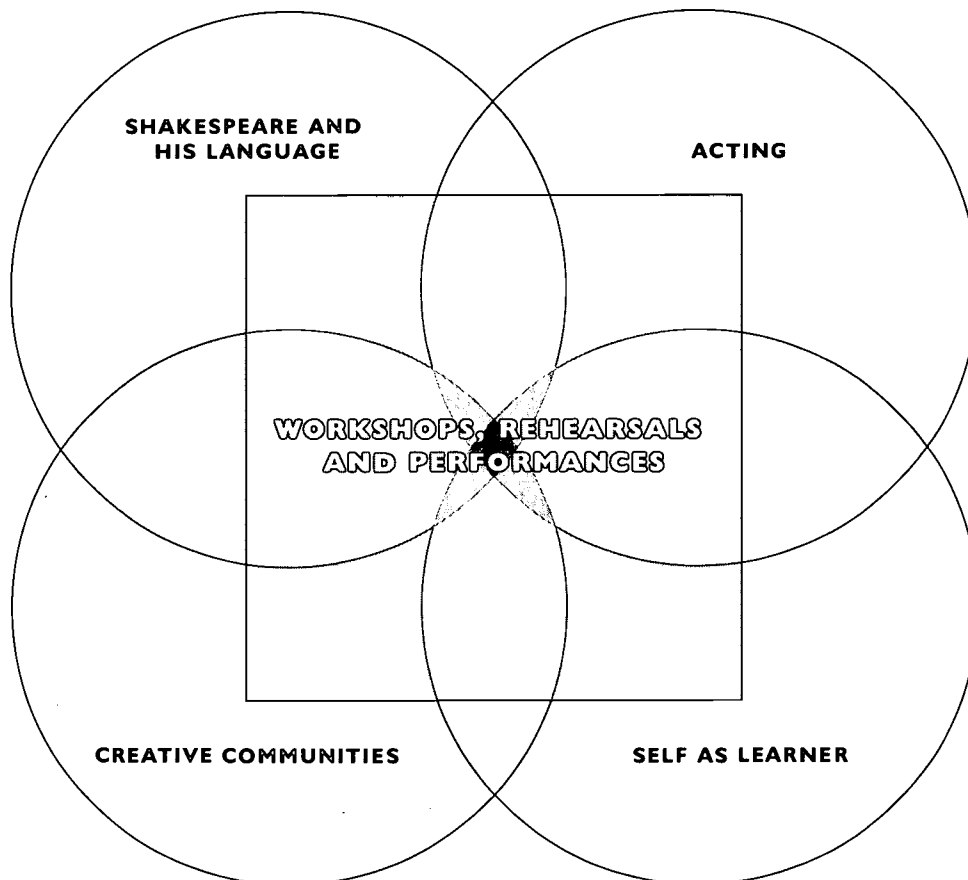 SHAKESPEARE AND
HIS LANGUAGE
ACTING
WORKSHOPS, REHEARSALS
AND PERFORMANCES
CREATIVE COMMUNITIES
SELF AS LEARNER